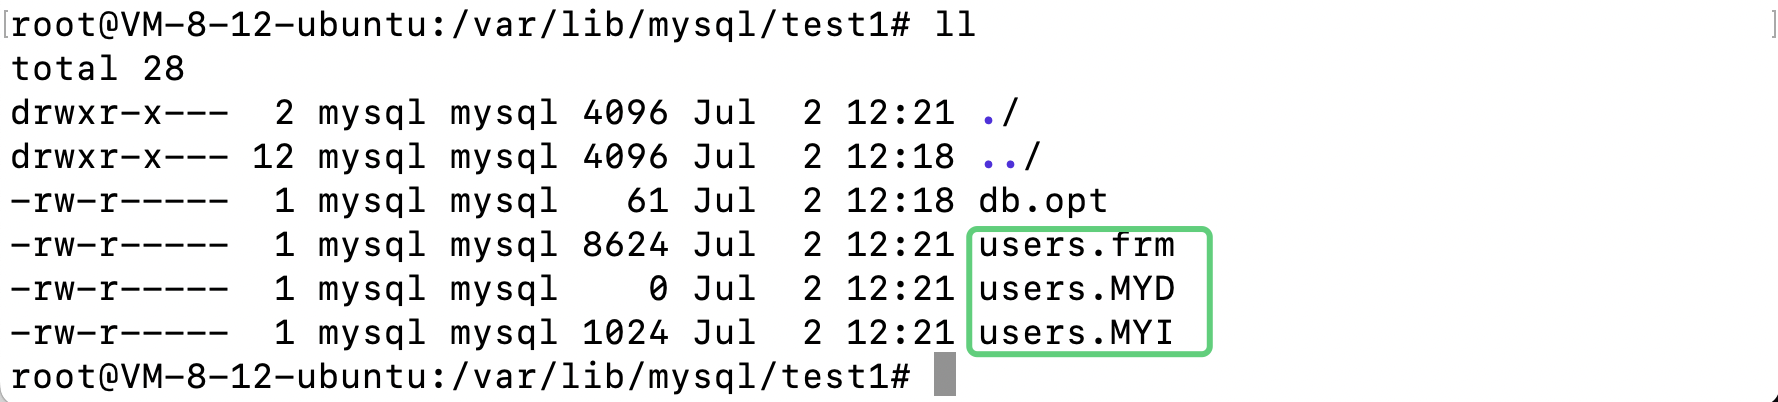 [root@VM-8-12-ubuntu:/var/lib/mysql/test1# ll ]
total 28
drwxr-x---  2 mysql mysql 4096 Jul  2 12:21 ./
drwxr-x--- 12 mysql mysql 4096 Jul  2 12:18 ../
-rw-r-----  1 mysql mysql   61 Jul  2 12:18 db.opt
-rw-r-----  1 mysql mysql 8624 Jul  2 12:21 users.frm
-rw-r-----  1 mysql mysql    0 Jul  2 12:21 users.MYD
-rw-r-----  1 mysql mysql 1024 Jul  2 12:21 users.MYI
root@VM-8-12-ubuntu:/var/lib/mysql/test1#